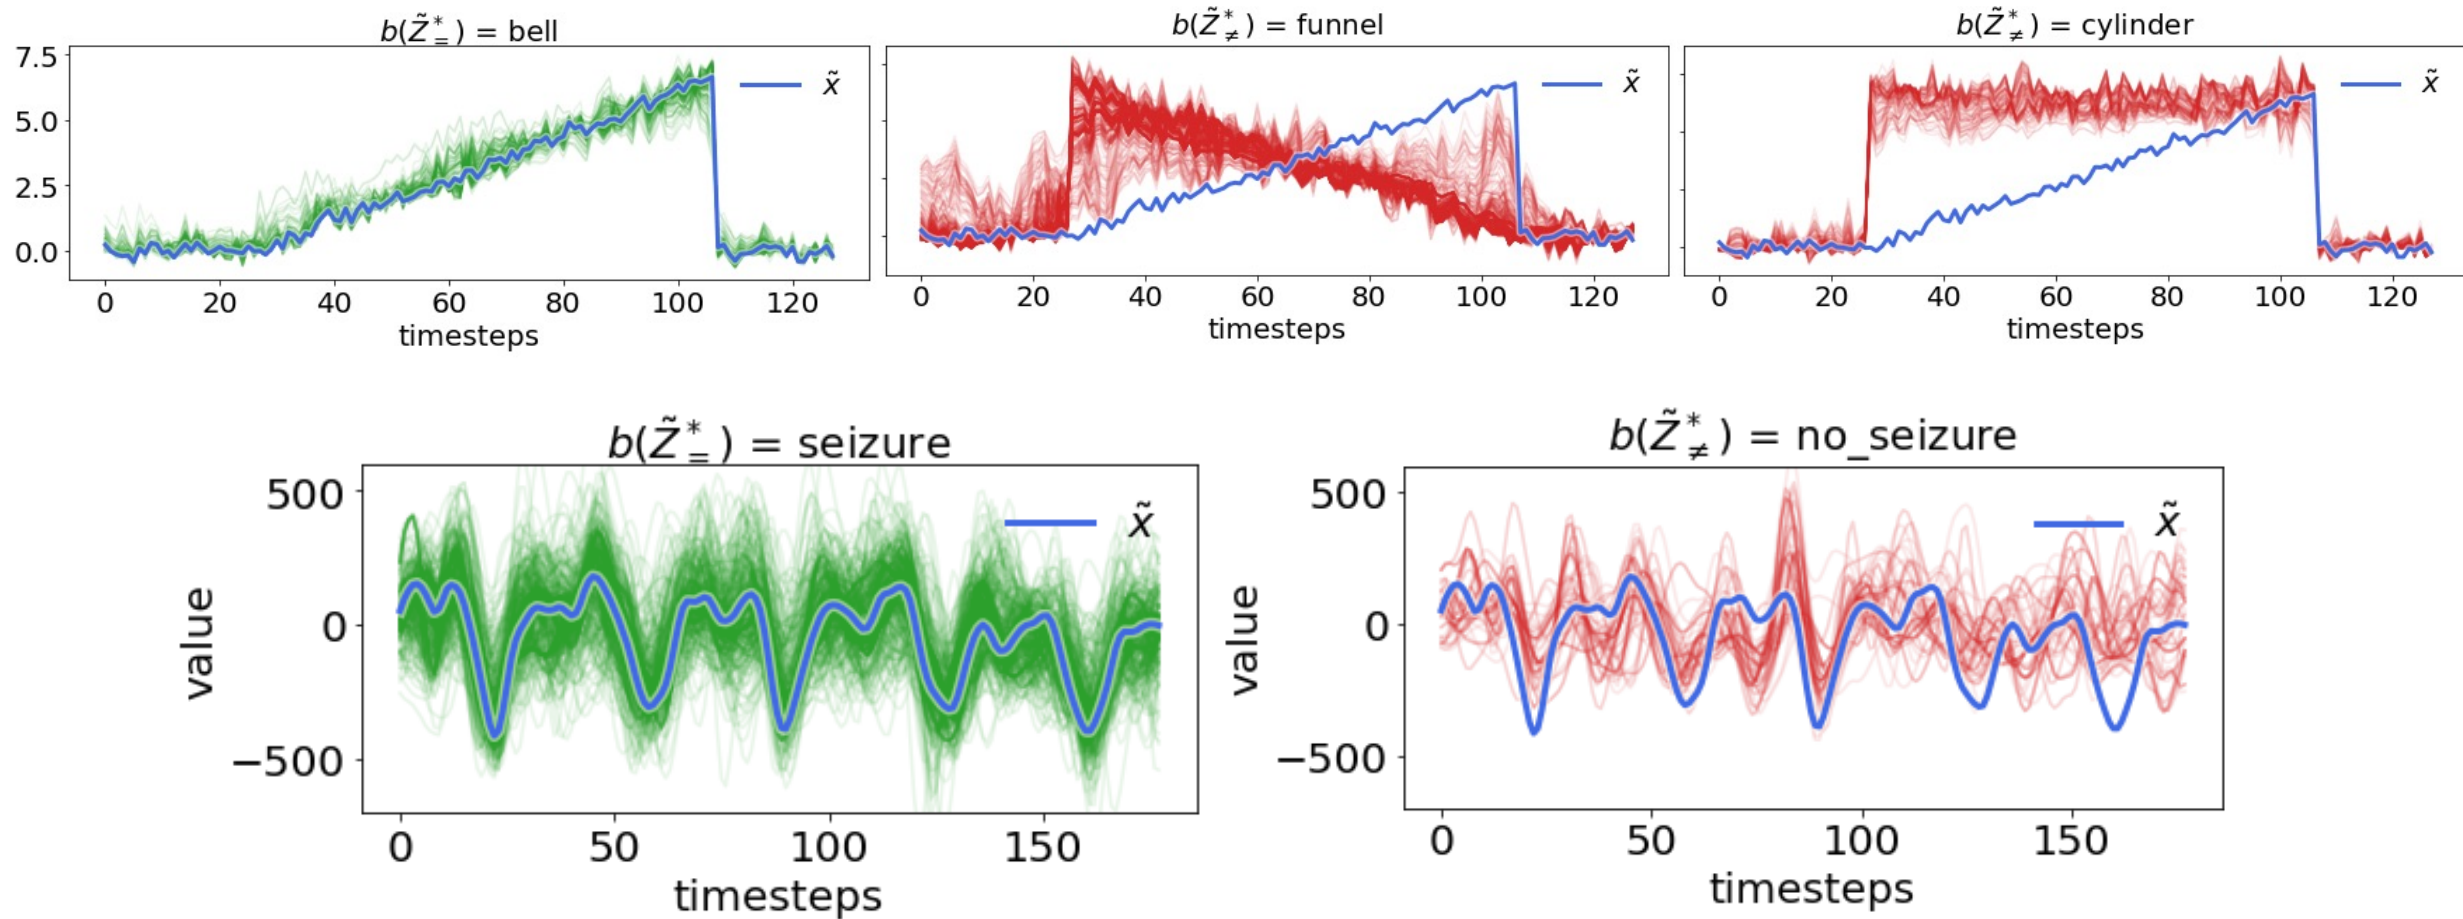 b(Z̃*₌) = bell
7.5
5.0
2.5
0.0
x̃
0 20 40 60 80 100 120
timesteps
b(Z̃*≠) = funnel
x̃
0 20 40 60 80 100 120
timesteps
b(Z̃*≠) = cylinder
x̃
0 20 40 60 80 100 120
timesteps
b(Z̃*₌) = seizure
value
500
0
−500
x̃
0 50 100 150
timesteps
b(Z̃*≠) = no_seizure
value
500
0
−500
x̃
0 50 100 150
timesteps